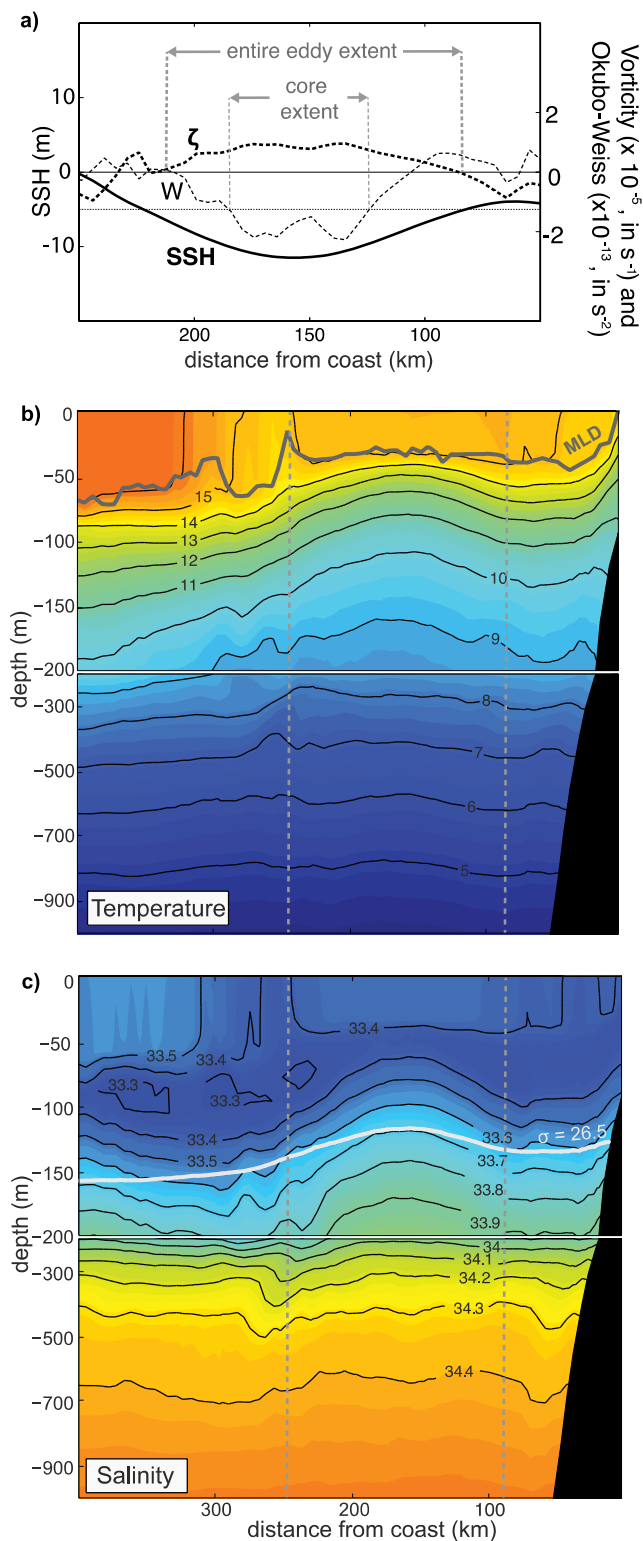 a)
entire eddy extent
core
extent
20
10
0
-10
SSH (m)
2
0
-2
Vorticity (x 10⁻⁵, in s⁻¹) and
Okubo-Weiss (x10⁻¹³, in s⁻²)
ζ
W
SSH
200
150
100
distance from coast (km)
b)
0
−50
−100
−150
−200
−300
−500
−700
−900
depth (m)
MLD
15
14
13
12
11
10
9
8
7
6
5
Temperature
c)
0
−50
−100
−150
−200
−300
−500
−700
−900
depth (m)
33.4
33.5
33.4
33.3
33.3
33.4
33.5
33.5
σ = 26.5
33.7
33.8
33.9
34
34.1
34.2
34.3
34.4
Salinity
300
200
100
distance from coast (km)